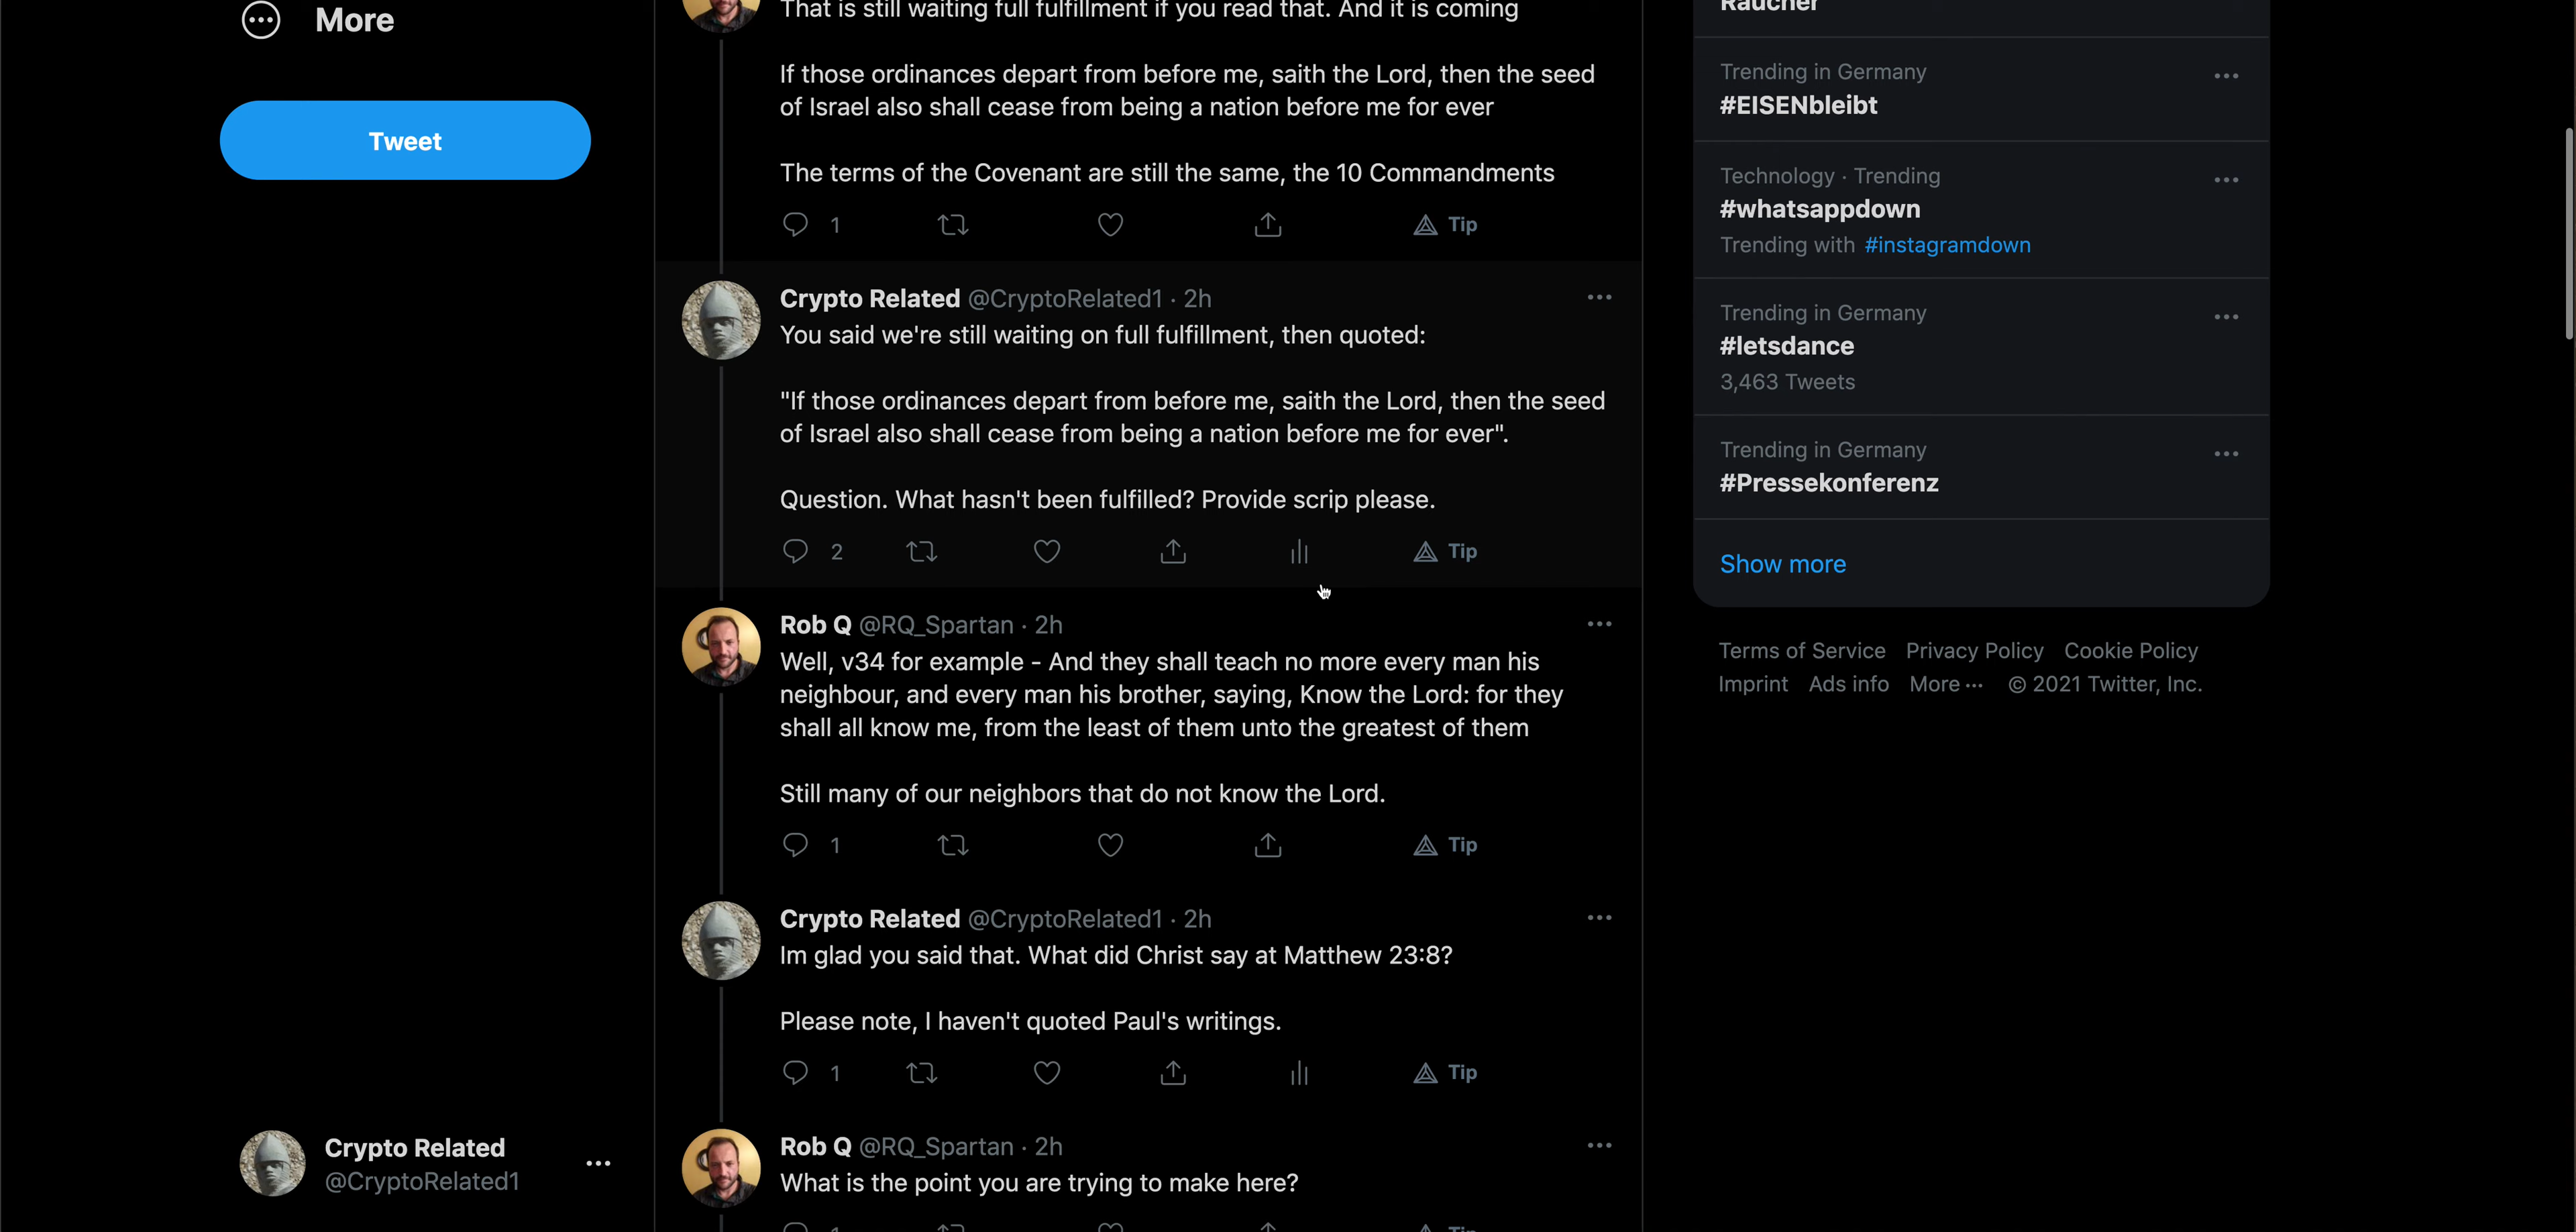 More
Tweet
Crypto Related
@CryptoRelated1
That is still waiting full fulfillment if you read that. And it is coming
If those ordinances depart from before me, saith the Lord, then the seed
of Israel also shall cease from being a nation before me for ever
The terms of the Covenant are still the same, the 10 Commandments
1 Tip
Crypto Related @CryptoRelated1 · 2h
You said we're still waiting on full fulfillment, then quoted:
"If those ordinances depart from before me, saith the Lord, then the seed
of Israel also shall cease from being a nation before me for ever".
Question. What hasn't been fulfilled? Provide scrip please.
2 Tip
Rob Q @RQ_Spartan · 2h
Well, v34 for example - And they shall teach no more every man his
neighbour, and every man his brother, saying, Know the Lord: for they
shall all know me, from the least of them unto the greatest of them
Still many of our neighbors that do not know the Lord.
1 Tip
Crypto Related @CryptoRelated1 · 2h
Im glad you said that. What did Christ say at Matthew 23:8?
Please note, I haven't quoted Paul's writings.
1 Tip
Rob Q @RQ_Spartan · 2h
What is the point you are trying to make here?
1 Tip
Raucher
Trending in Germany
#EISENbleibt
Technology · Trending
#whatsappdown
Trending with #instagramdown
Trending in Germany
#letsdance
3,463 Tweets
Trending in Germany
#Pressekonferenz
Show more
Terms of Service Privacy Policy Cookie Policy
Imprint Ads info More ··· © 2021 Twitter, Inc.